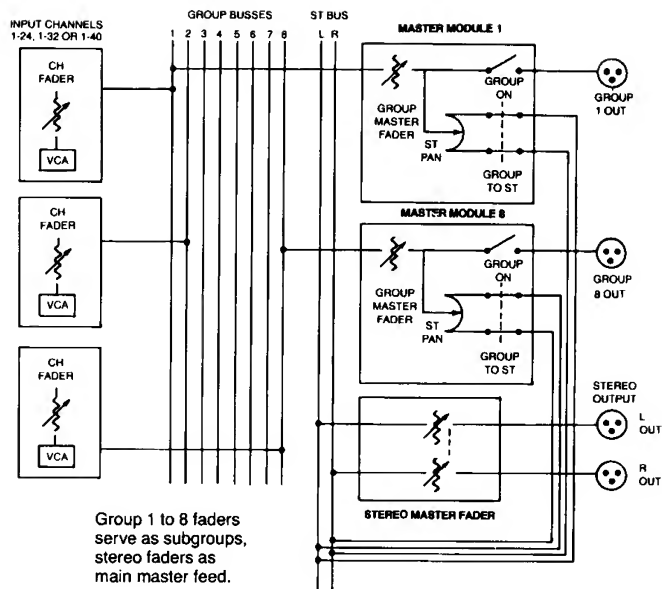 GROUP BUSSES
ST BUS
INPUT CHANNELS
1-24, 1-32 OR 1-40
1 2 3 4 5 6 7 8
L R
MASTER MODULE 1
CH
FADER
VCA
GROUP
MASTER
FADER
GROUP
ON
ST
PAN
GROUP
TO ST
GROUP
1 OUT
CH
FADER
VCA
MASTER MODULE 8
GROUP
MASTER
FADER
GROUP
ON
ST
PAN
GROUP
TO ST
GROUP
8 OUT
CH
FADER
VCA
STEREO
OUTPUT
L
OUT
R
OUT
STEREO MASTER FADER
Group 1 to 8 faders
serve as subgroups,
stereo faders as
main master feed.